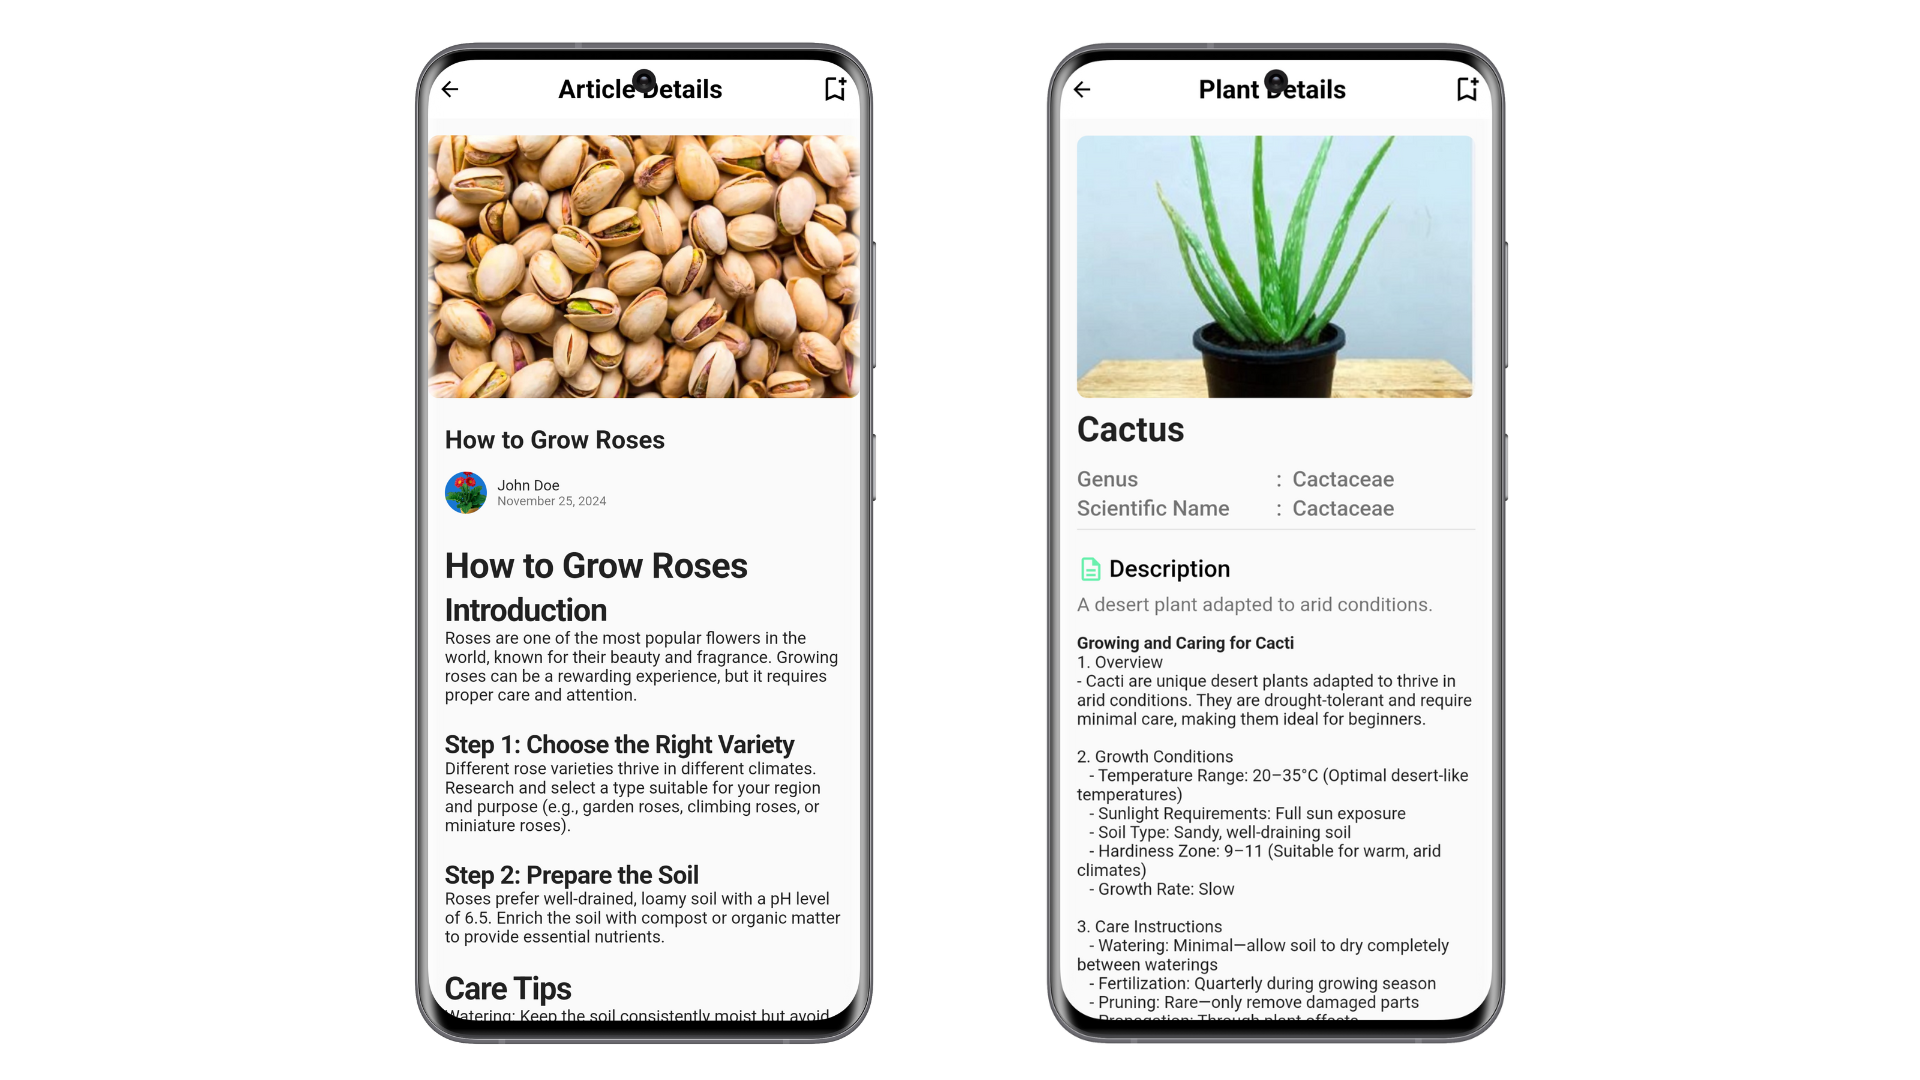 Article Details
How to Grow Roses
John Doe
November 25, 2024
How to Grow Roses
Introduction
Roses are one of the most popular flowers in the
world, known for their beauty and fragrance. Growing
roses can be a rewarding experience, but it requires
proper care and attention.
Step 1: Choose the Right Variety
Different rose varieties thrive in different climates.
Research and select a type suitable for your region
and purpose (e.g., garden roses, climbing roses, or
miniature roses).
Step 2: Prepare the Soil
Roses prefer well-drained, loamy soil with a pH level
of 6.5. Enrich the soil with compost or organic matter
to provide essential nutrients.
Care Tips
Watering: Keep the soil consistently moist but avoid
Plant Details
Cactus
Genus : Cactaceae
Scientific Name : Cactaceae
Description
A desert plant adapted to arid conditions.
Growing and Caring for Cacti
1. Overview
- Cacti are unique desert plants adapted to thrive in
arid conditions. They are drought-tolerant and require
minimal care, making them ideal for beginners.
2. Growth Conditions
- Temperature Range: 20–35°C (Optimal desert-like
temperatures)
- Sunlight Requirements: Full sun exposure
- Soil Type: Sandy, well-draining soil
- Hardiness Zone: 9–11 (Suitable for warm, arid
climates)
- Growth Rate: Slow
3. Care Instructions
- Watering: Minimal—allow soil to dry completely
between waterings
- Fertilization: Quarterly during growing season
- Pruning: Rare—only remove damaged parts
- Propagation: Through plant offsets